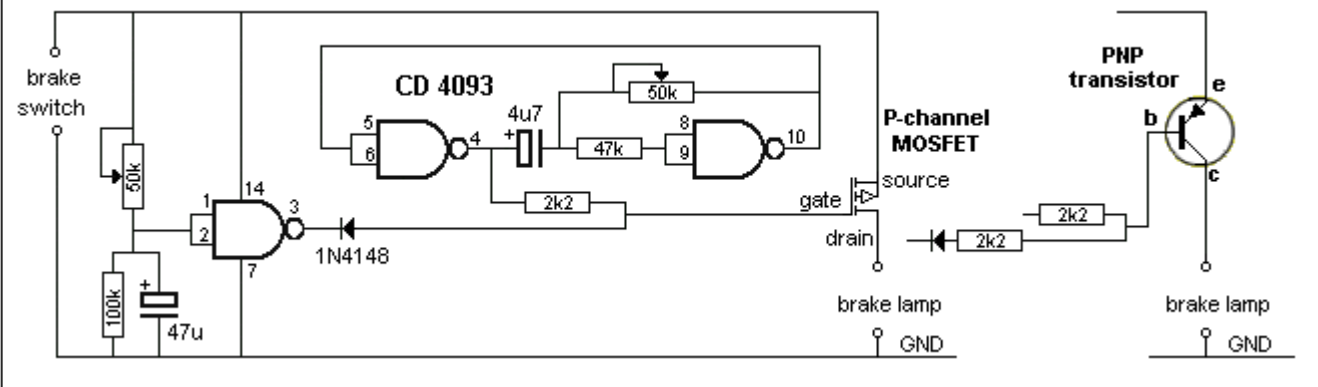 brake
switch
50k
100k
+
47u
1
2
14
3
7
1N4148
CD 4093
5
6
4
4u7
+
50k
47k
8
9
10
2k2
P-channel
MOSFET
gate
source
drain
brake lamp
GND
PNP
transistor
e
b
c
2k2
2k2
brake lamp
GND